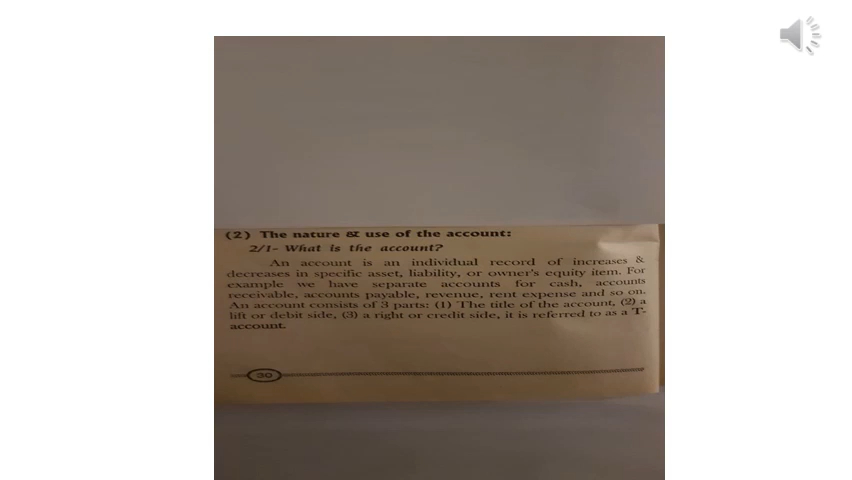 (2) The nature & use of the account:
2/1- What is the account?
An account is an individual record of increases &
decreases in specific asset, liability, or owner's equity item. For
example we have separate accounts for cash, accounts
receivable, accounts payable, revenue, rent expense and so on.
An account consists of 3 parts: (1) The title of the account, (2) a
lift or debit side, (3) a right or credit side, it is referred to as a T-
account.
30